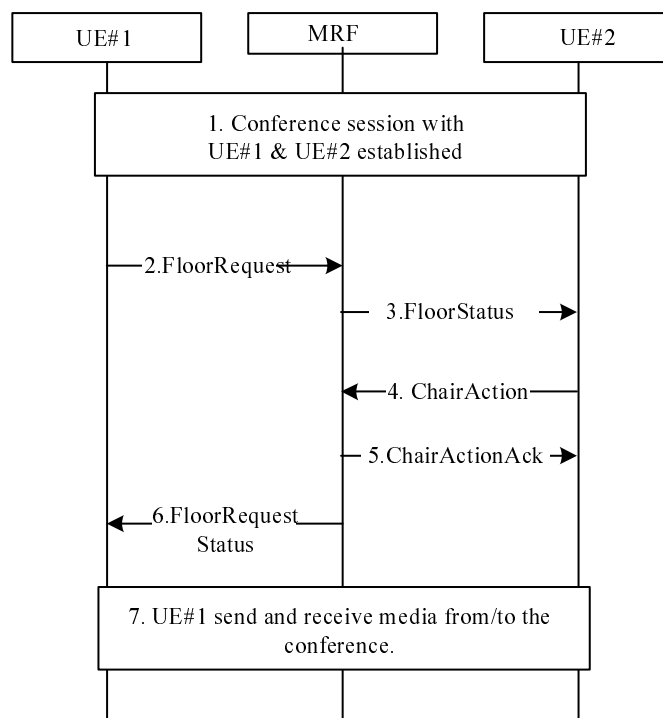 UE#1
MRF
UE#2
1. Conference session with
UE#1 & UE#2 established
2.FloorRequest
3.FloorStatus
4. ChairAction
5.ChairActionAck
6.FloorRequest
Status
7. UE#1 send and receive media from/to the
conference.